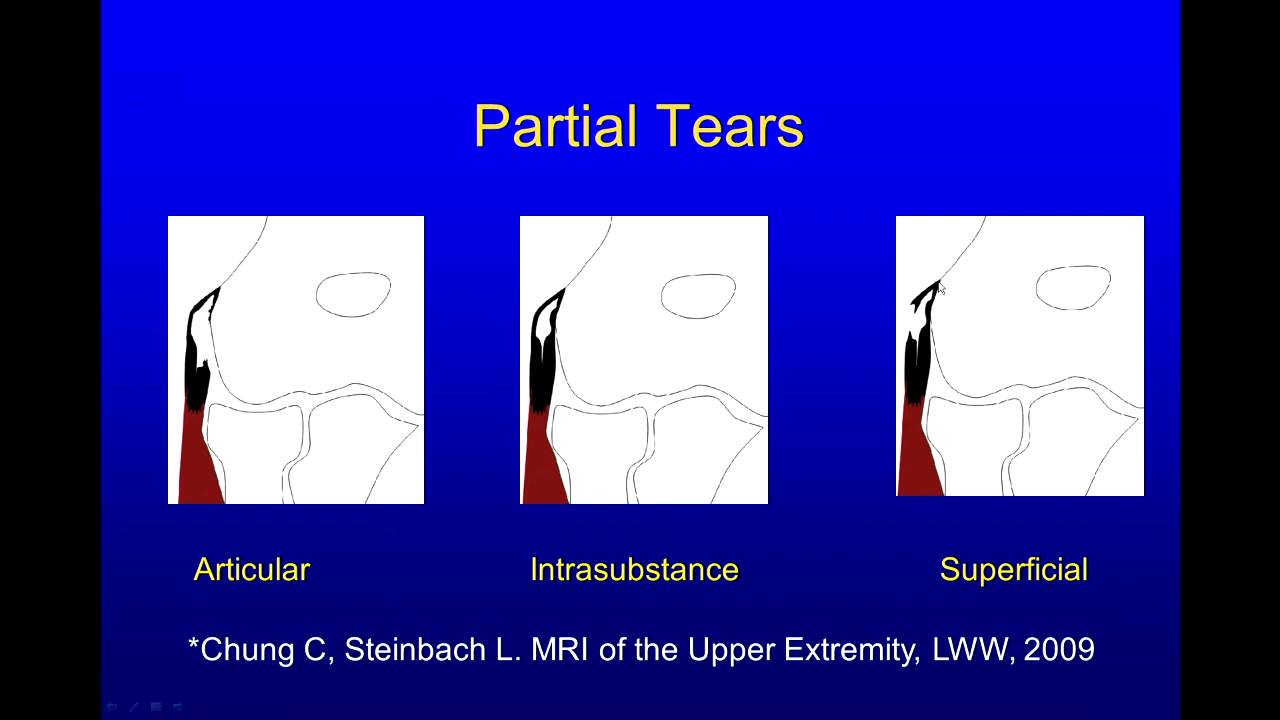 Partial Tears
Articular
Intrasubstance
Superficial
*Chung C, Steinbach L. MRI of the Upper Extremity, LWW, 2009